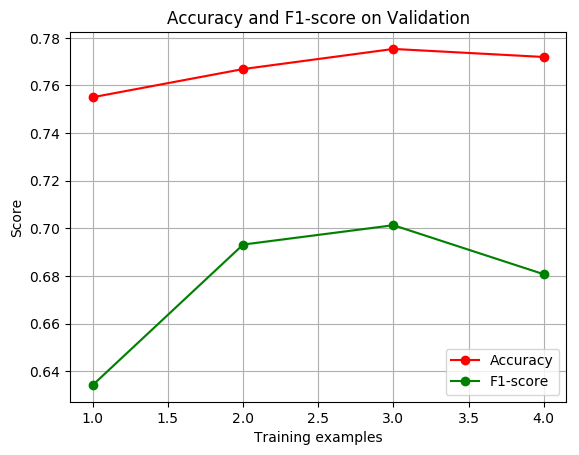 Accuracy and F1-score on Validation
0.78
0.76
0.74
0.72
0.70
0.68
0.66
0.64
Score
Accuracy
F1-score
1.0 1.5 2.0 2.5 3.0 3.5 4.0
Training examples